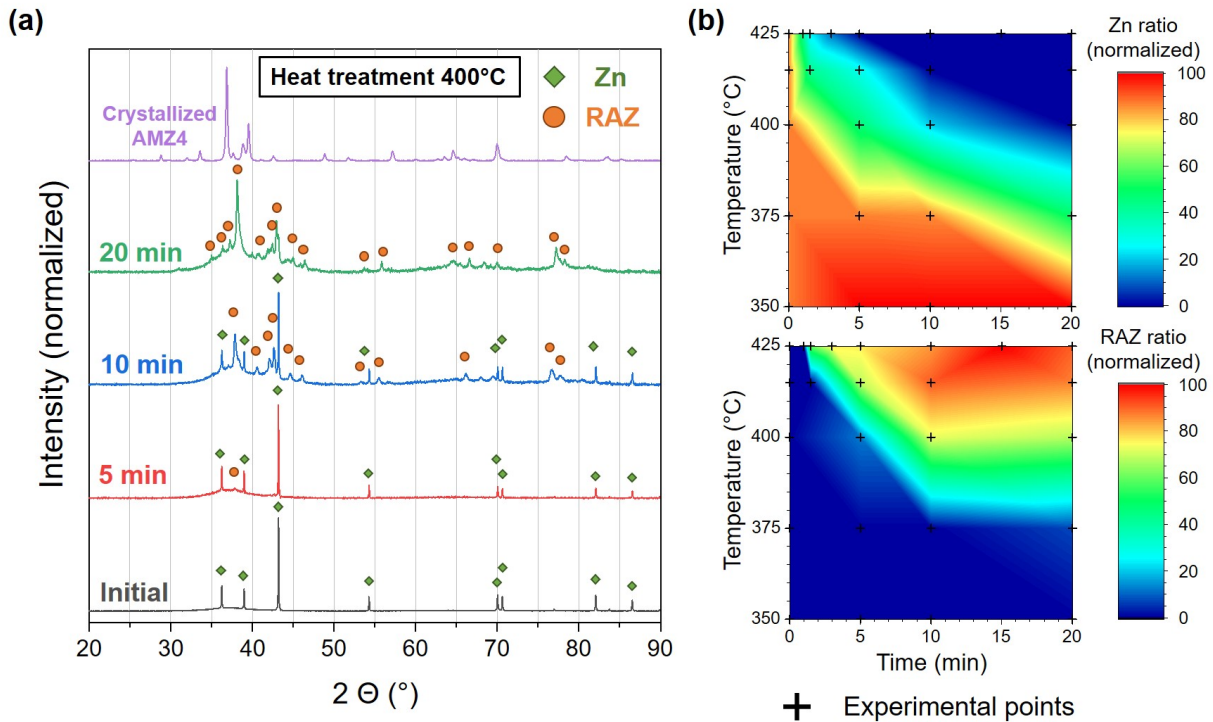 (a)
Heat treatment 400°C
Zn
RAZ
Crystallized
AMZ4
20 min
10 min
5 min
Initial
Intensity (normalized)
20 30 40 50 60 70 80 90
2 Θ (°)
(b)
Zn ratio
(normalized)
425
400
375
350
Temperature (°C)
0 5 10 15 20
100
80
60
40
20
0
RAZ ratio
(normalized)
425
400
375
350
Temperature (°C)
0 5 10 15 20
Time (min)
100
80
60
40
20
0
Experimental points